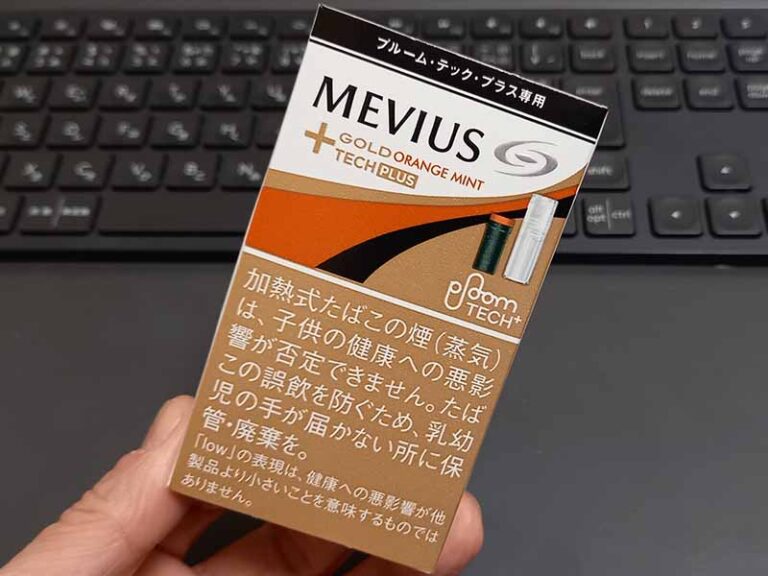 プルーム・テック・プラス専用
MEVIUS
+ GOLD ORANGE MINT
TECH PLUS
ploom
TECH+
加熱式たばこの煙(蒸気)
は、子供の健康への悪影
響が否定できません。たば
この誤飲を防ぐため、乳幼
児の手が届かない所に保
管・廃棄を。
「low」の表現は、健康への悪影響が他
製品より小さいことを意味するものでは
ありません。
alt
opt
ctrl